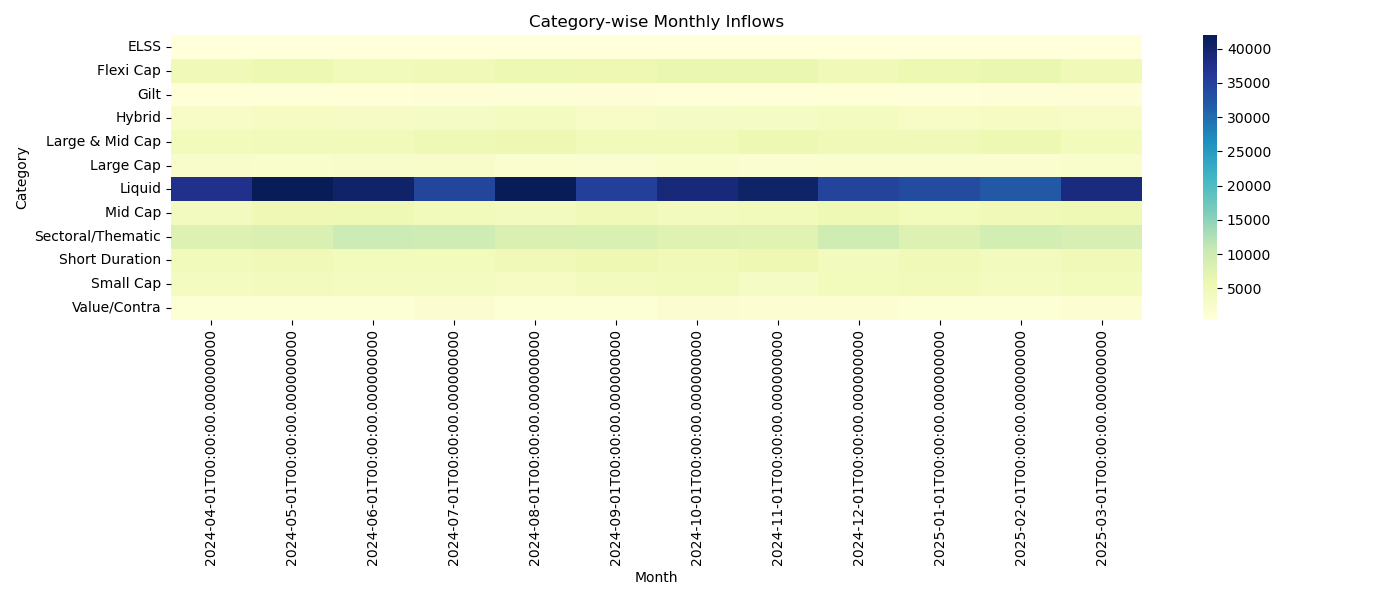 Category-wise Monthly Inflows
Category
ELSS
Flexi Cap
Gilt
Hybrid
Large & Mid Cap
Large Cap
Liquid
Mid Cap
Sectoral/Thematic
Short Duration
Small Cap
Value/Contra
40000
35000
30000
25000
20000
15000
10000
5000
2024-04-01T00:00:00.000000000
2024-05-01T00:00:00.000000000
2024-06-01T00:00:00.000000000
2024-07-01T00:00:00.000000000
2024-08-01T00:00:00.000000000
2024-09-01T00:00:00.000000000
2024-10-01T00:00:00.000000000
2024-11-01T00:00:00.000000000
2024-12-01T00:00:00.000000000
2025-01-01T00:00:00.000000000
2025-02-01T00:00:00.000000000
2025-03-01T00:00:00.000000000
Month